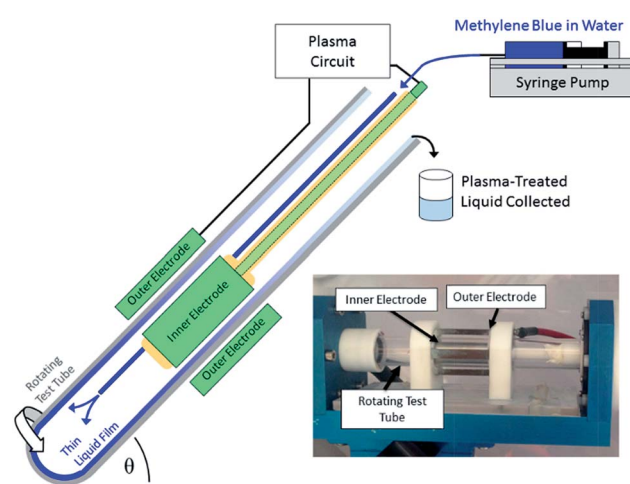 Methylene Blue in Water
Plasma
Circuit
Syringe Pump
Plasma-Treated
Liquid Collected
Outer Electrode
Inner Electrode
Outer Electrode
Rotating
Test Tube
Thin
Liquid Film
θ
Inner Electrode
Outer Electrode
Rotating Test
Tube